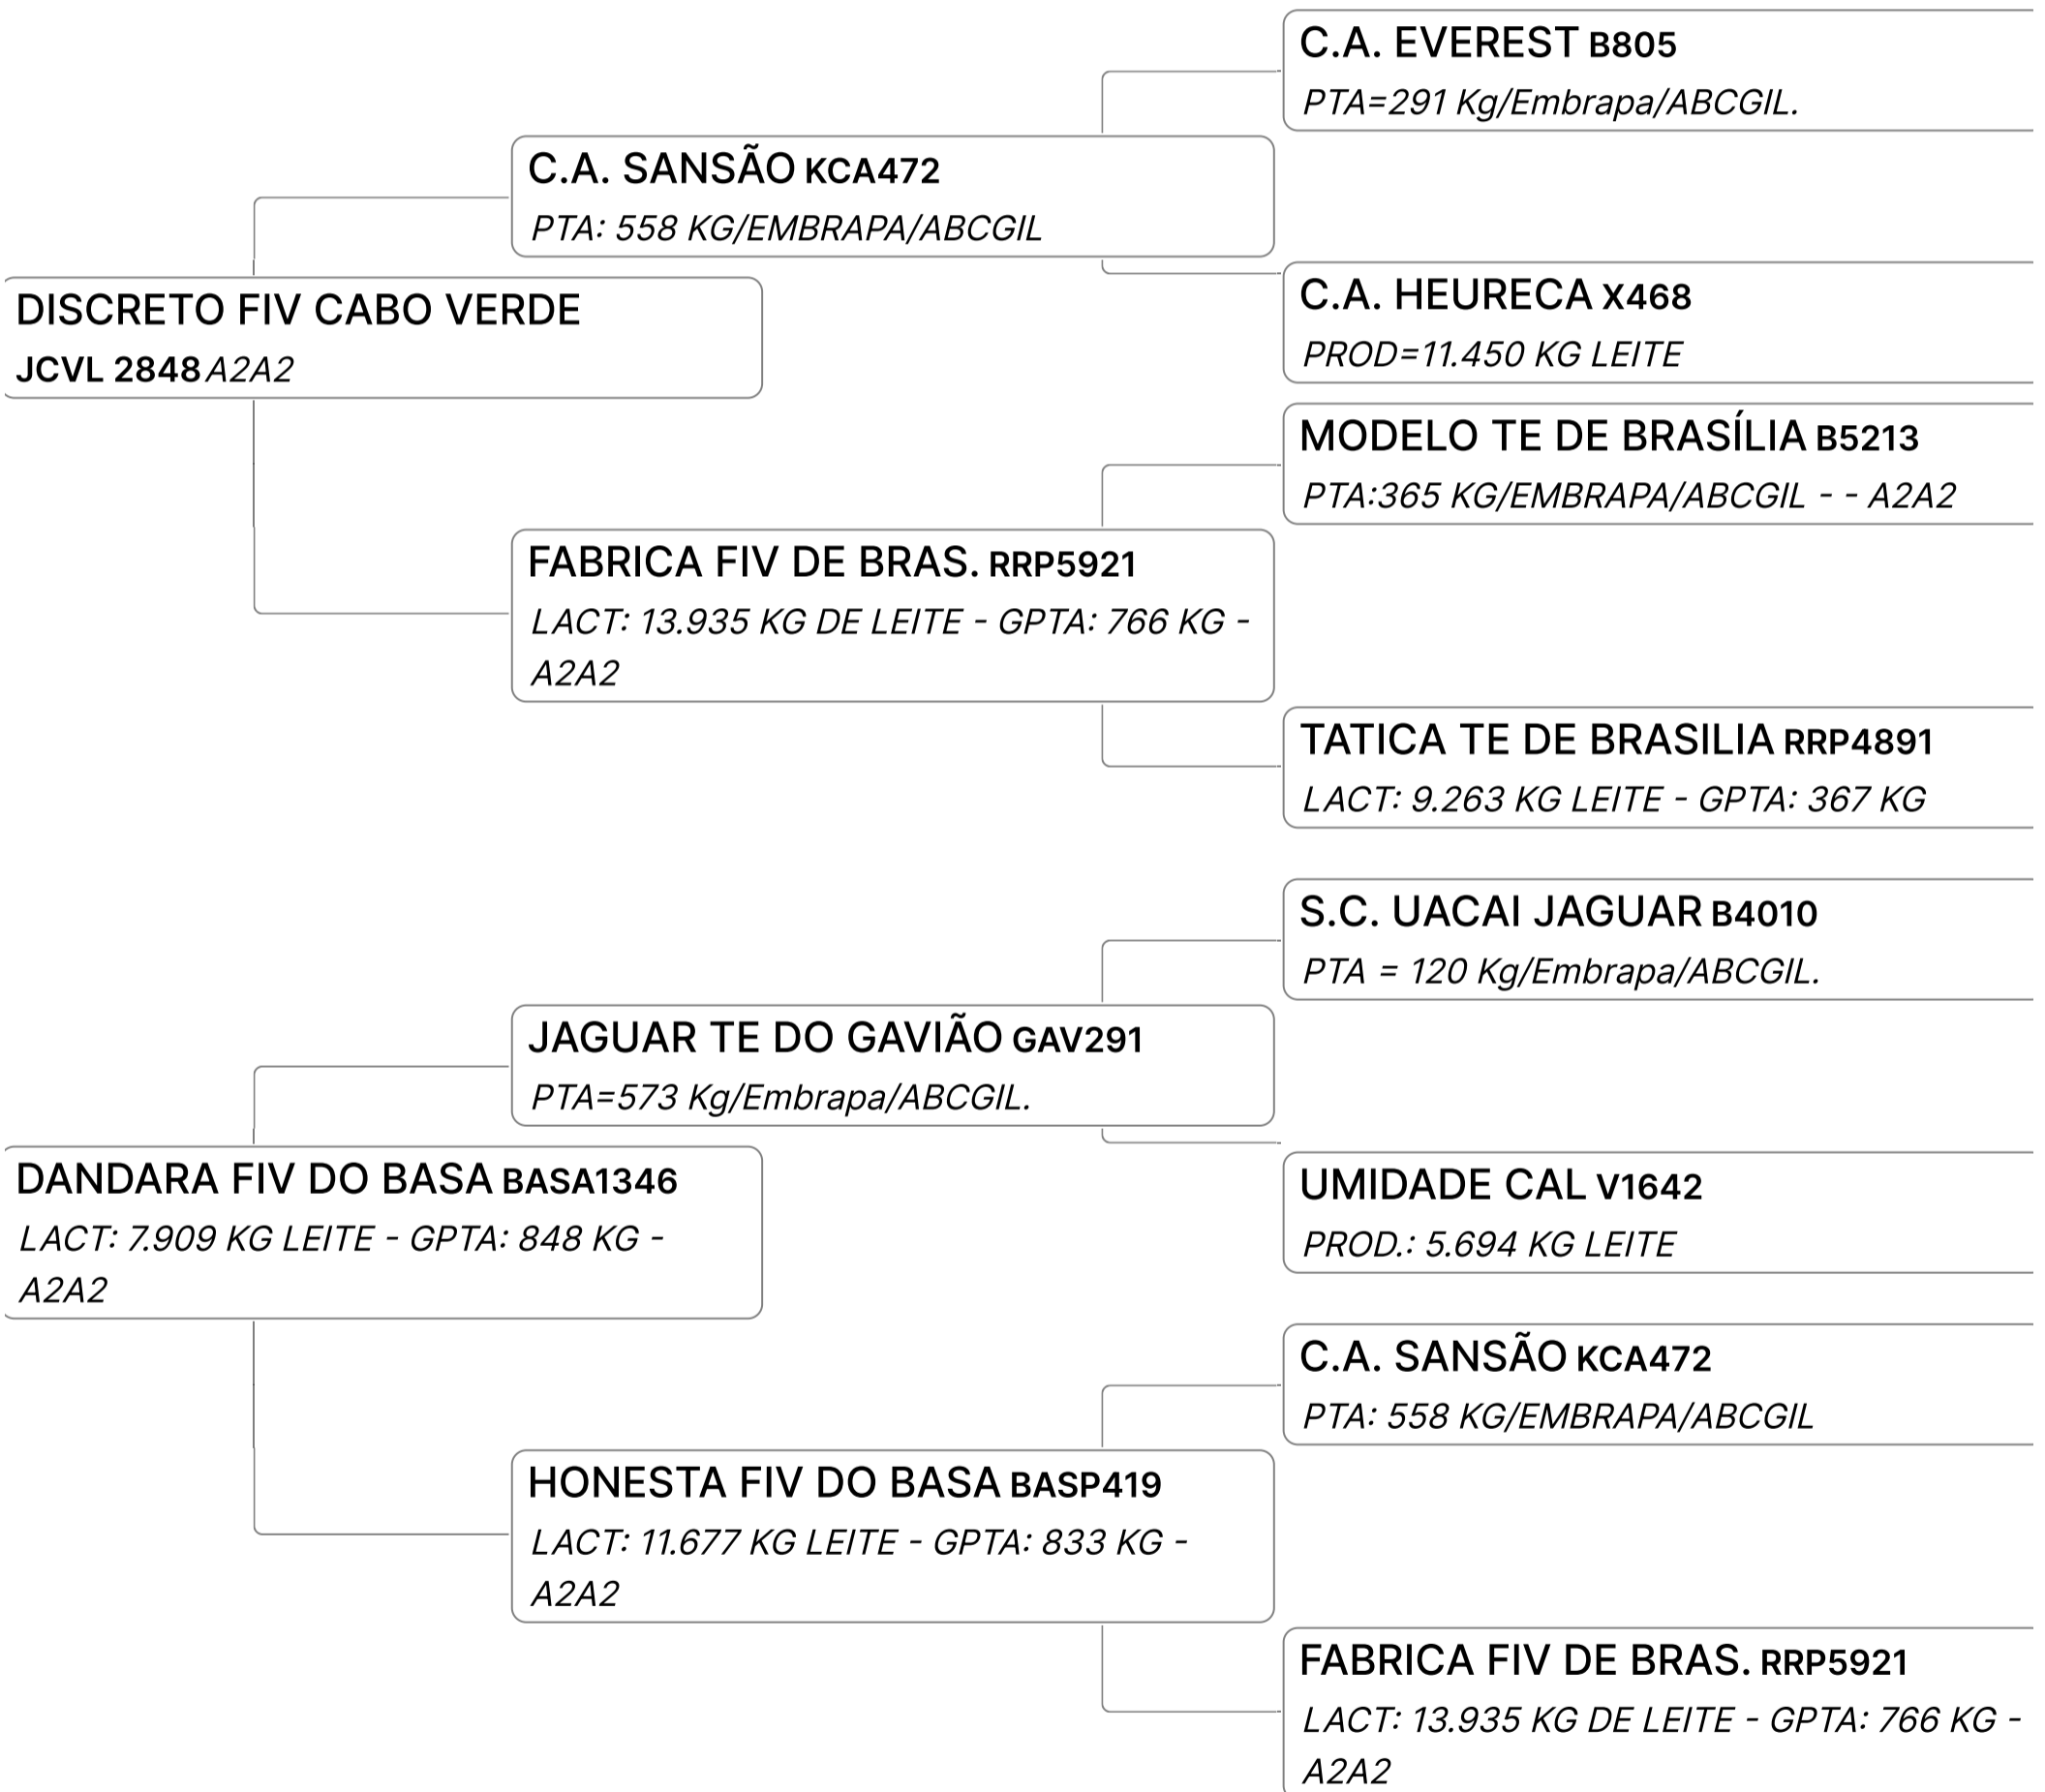 C.A. EVEREST B805
PTA=291 Kg/Embrapa/ABCGIL.
C.A. SANSÃO KCA472
PTA: 558 KG/EMBRAPA/ABCGIL
C.A. HEURECA X468
PROD=11.450 KG LEITE
DISCRETO FIV CABO VERDE
JCVL 2848 A2A2
MODELO TE DE BRASÍLIA B5213
PTA:365 KG/EMBRAPA/ABCGIL - - A2A2
FABRICA FIV DE BRAS. RRP5921
LACT: 13.935 KG DE LEITE - GPTA: 766 KG -
A2A2
TATICA TE DE BRASILIA RRP4891
LACT: 9.263 KG LEITE - GPTA: 367 KG
S.C. UACAI JAGUAR B4010
PTA = 120 Kg/Embrapa/ABCGIL.
JAGUAR TE DO GAVIÃO GAV291
PTA=573 Kg/Embrapa/ABCGIL.
DANDARA FIV DO BASA BASA1346
LACT: 7.909 KG LEITE - GPTA: 848 KG -
A2A2
UMIDADE CAL V1642
PROD.: 5.694 KG LEITE
C.A. SANSÃO KCA472
PTA: 558 KG/EMBRAPA/ABCGIL
HONESTA FIV DO BASA BASP419
LACT: 11.677 KG LEITE - GPTA: 833 KG -
A2A2
FABRICA FIV DE BRAS. RRP5921
LACT: 13.935 KG DE LEITE - GPTA: 766 KG -
A2A2